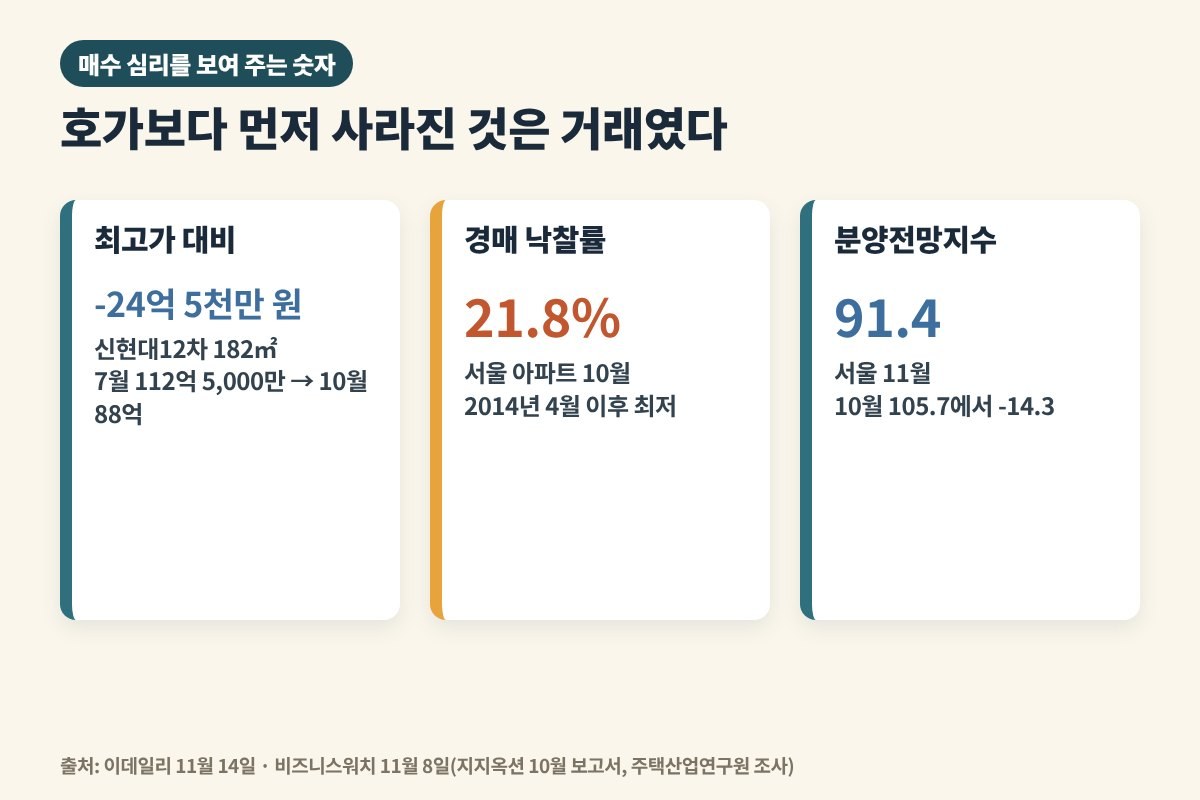 매수 심리를 보여 주는 숫자
호가보다 먼저 사라진 것은 거래였다
최고가 대비
-24억 5천만 원
신현대12차 182㎡
7월 112억 5,000만 → 10월
88억
경매 낙찰률
21.8%
서울 아파트 10월
2014년 4월 이후 최저
분양전망지수
91.4
서울 11월
10월 105.7에서 -14.3
출처: 이데일리 11월 14일 · 비즈니스워치 11월 8일(지지옥션 10월 보고서, 주택산업연구원 조사)